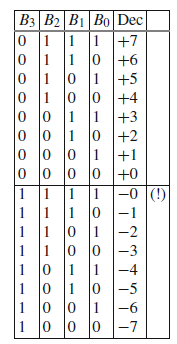 B3 B2 B1 B0 Dec
0 1 1 1 +7
0 1 1 0 +6
0 1 0 1 +5
0 1 0 0 +4
0 0 1 1 +3
0 0 1 0 +2
0 0 0 1 +1
0 0 0 0 +0
1 1 1 1 −0 (!)
1 1 1 0 −1
1 1 0 1 −2
1 1 0 0 −3
1 0 1 1 −4
1 0 1 0 −5
1 0 0 1 −6
1 0 0 0 −7